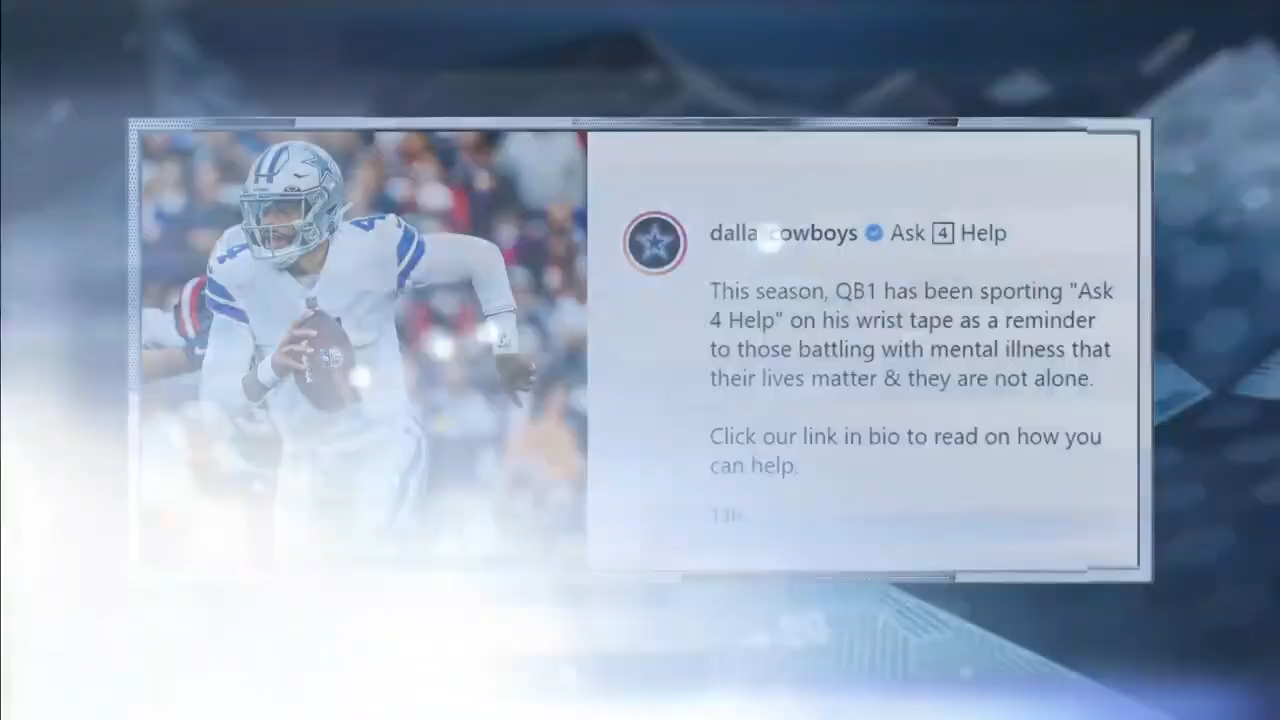 dalla cowboys Ask 4 Help
This season, QB1 has been sporting "Ask
4 Help" on his wrist tape as a reminder
to those battling with mental illness that
their lives matter & they are not alone.
Click our link in bio to read on how you
can help.
4
4